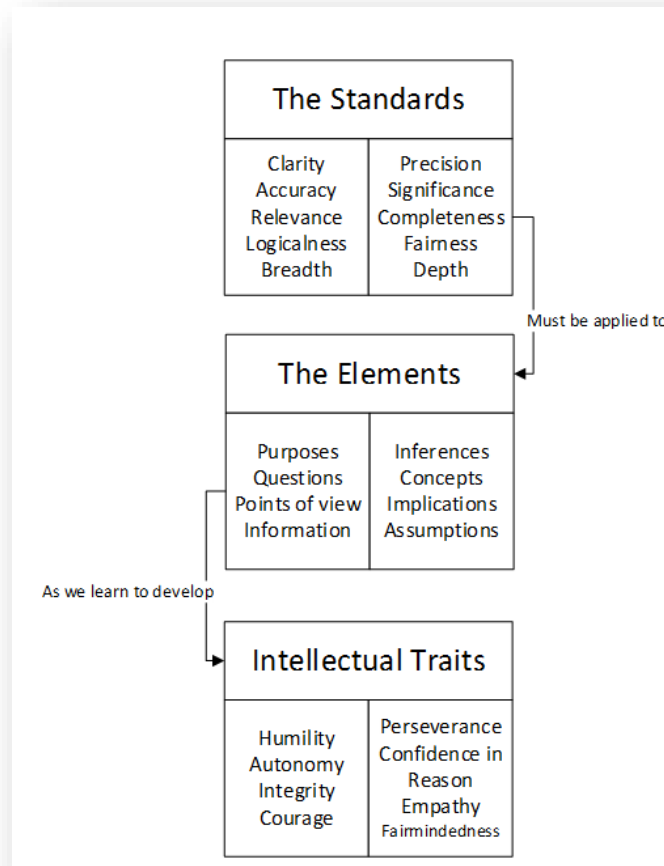 The Standards
Clarity
Accuracy
Relevance
Logicalness
Breadth
Precision
Significance
Completeness
Fairness
Depth
Must be applied to
The Elements
Purposes
Questions
Points of view
Information
Inferences
Concepts
Implications
Assumptions
As we learn to develop
Intellectual Traits
Humility
Autonomy
Integrity
Courage
Perseverance
Confidence in
Reason
Empathy
Fairmindedness